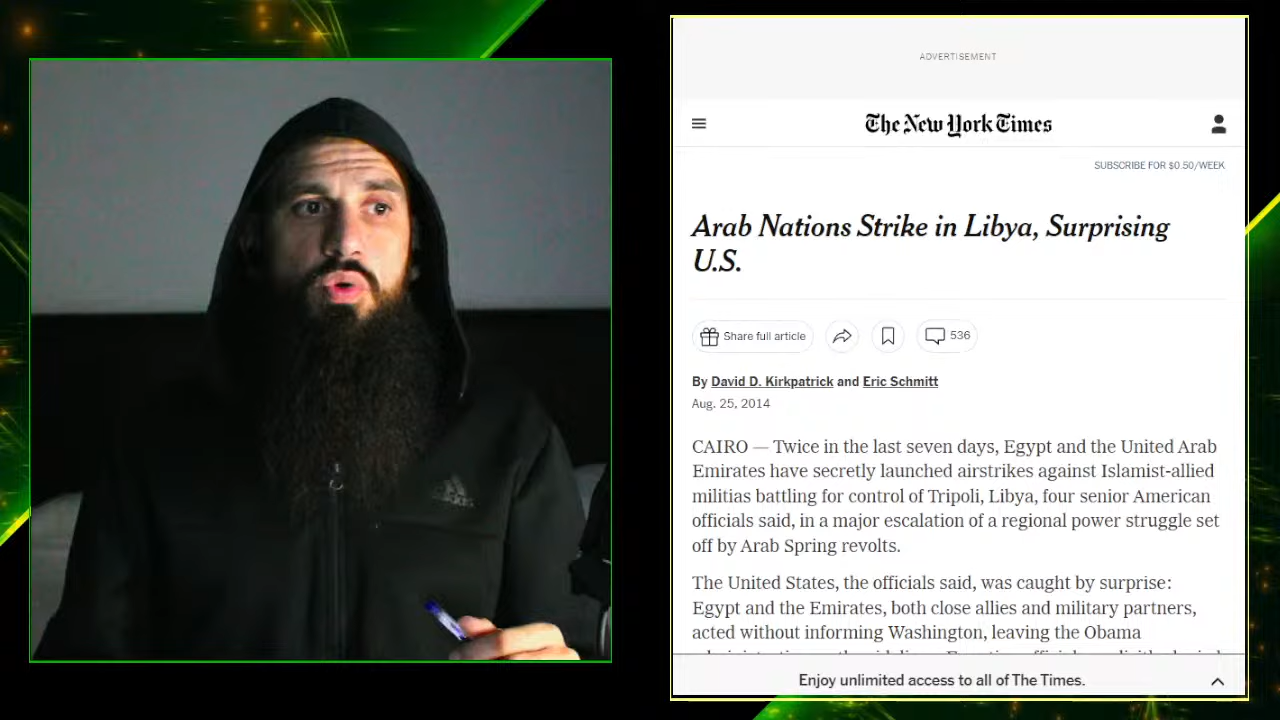 ADVERTISEMENT
The New York Times
SUBSCRIBE FOR $0.50/WEEK
Arab Nations Strike in Libya, Surprising
U.S.
Share full article
536
By David D. Kirkpatrick and Eric Schmitt
Aug. 25, 2014
CAIRO — Twice in the last seven days, Egypt and the United Arab
Emirates have secretly launched airstrikes against Islamist-allied
militias battling for control of Tripoli, Libya, four senior American
officials said, in a major escalation of a regional power struggle set
off by Arab Spring revolts.
The United States, the officials said, was caught by surprise:
Egypt and the Emirates, both close allies and military partners,
acted without informing Washington, leaving the Obama
Enjoy unlimited access to all of The Times.